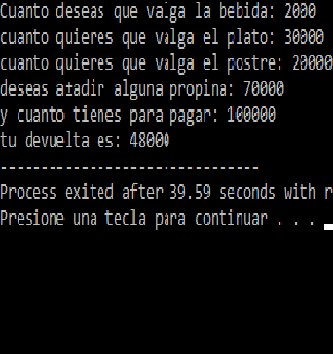 Cuanto deseas que valga la bebida: 2000
cuanto quieres que valga el plato: 30000
cuanto quieres que valga el postre: 20000
deseas atadir alguna propina: 70000
y cuanto tienes para pagar: 100000
tu devuelta es: 48000
--------------------------------
Process exited after 39.59 seconds with r
Presione una tecla para continuar . . .